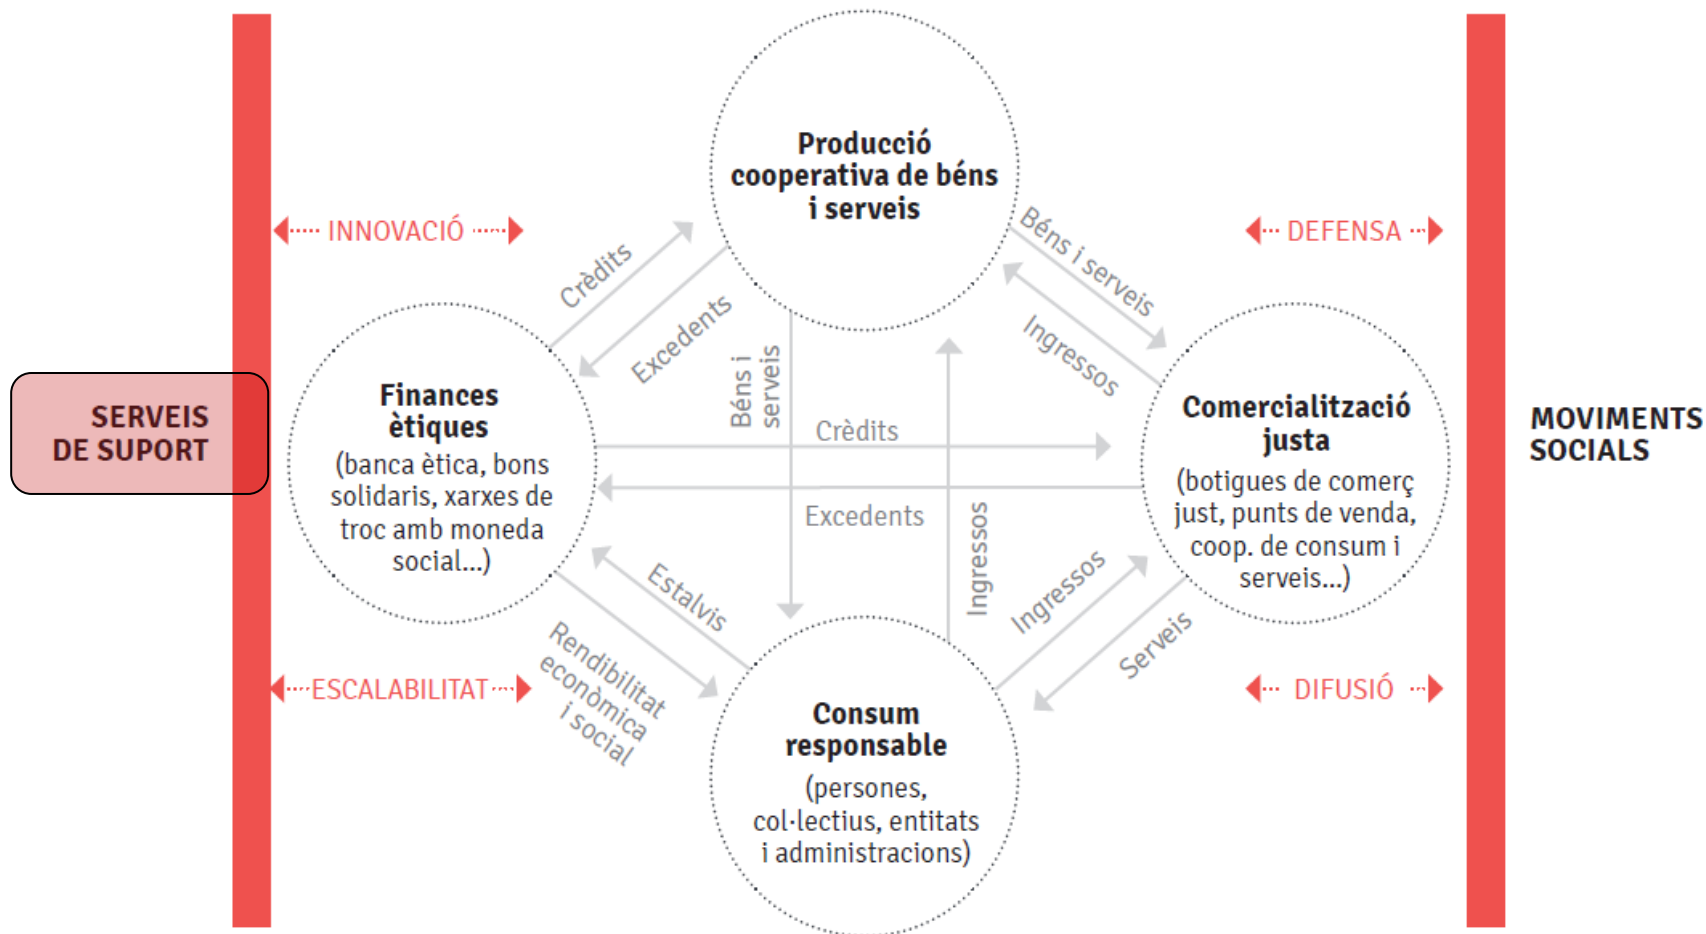 Producció
cooperativa de béns
i serveis
INNOVACIÓ
DEFENSA
Crèdits
Excedents
Béns i serveis
Ingressos
Béns i
serveis
SERVEIS
DE SUPORT
Finances
ètiques
(banca ètica, bons
solidaris, xarxes de
troc amb moneda
social...)
Crèdits
Excedents
Comercialització
justa
(botigues de comerç
just, punts de venda,
coop. de consum i
serveis...)
MOVIMENTS
SOCIALS
Estalvis
Rendibilitat
econòmica
i social
Ingressos
Ingressos
Serveis
ESCALABILITAT
DIFUSIÓ
Consum
responsable
(persones,
col·lectius, entitats
i administracions)